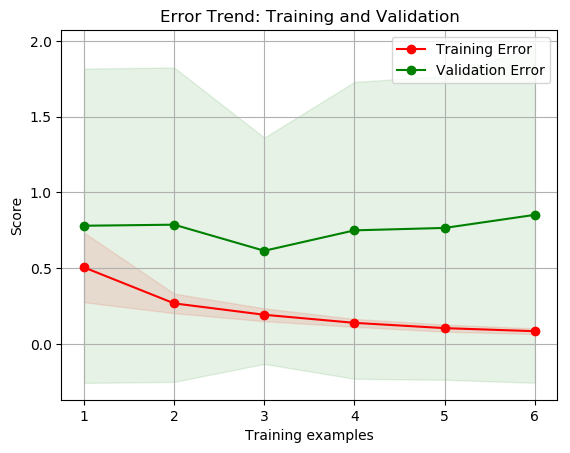 Error Trend: Training and Validation
Training Error
Validation Error
Score
2.0
1.5
1.0
0.5
0.0
1 2 3 4 5 6
Training examples